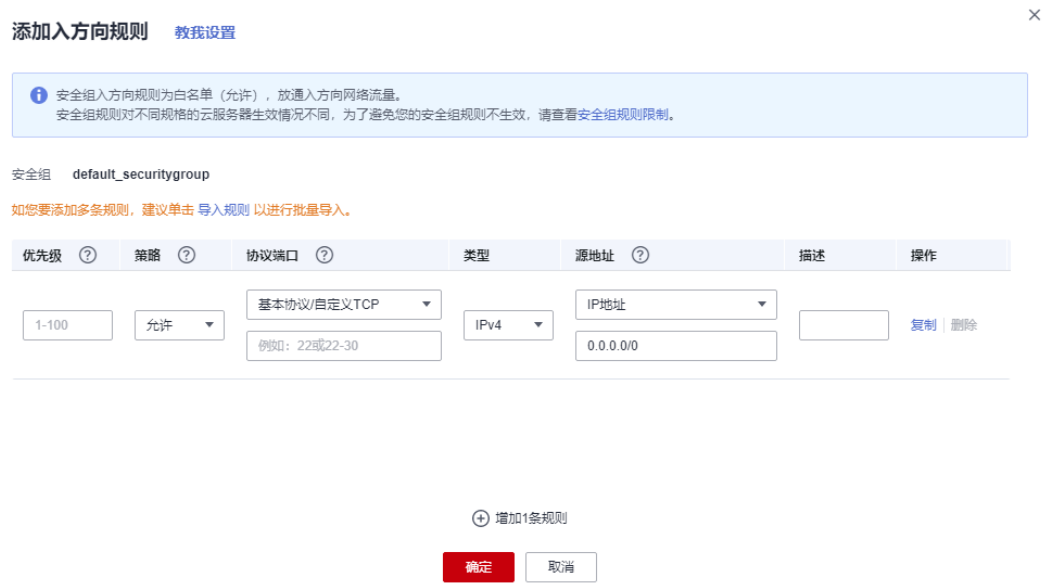 添加入方向规则 教我设置
安全组入方向规则为白名单（允许），放通入方向网络流量。
安全组规则对不同规格的云服务器生效情况不同，为了避免您的安全组规则不生效，请查看安全组规则限制。
安全组 default_securitygroup
如您要添加多条规则，建议单击 导入规则 以进行批量导入。
优先级 ? 策略 ? 协议端口 ? 类型 源地址 ? 描述 操作
基本协议/自定义TCP IP地址
1-100 允许 IPv4 复制 | 删除
例如：22或22-30 0.0.0.0/0
增加1条规则
确定 取消